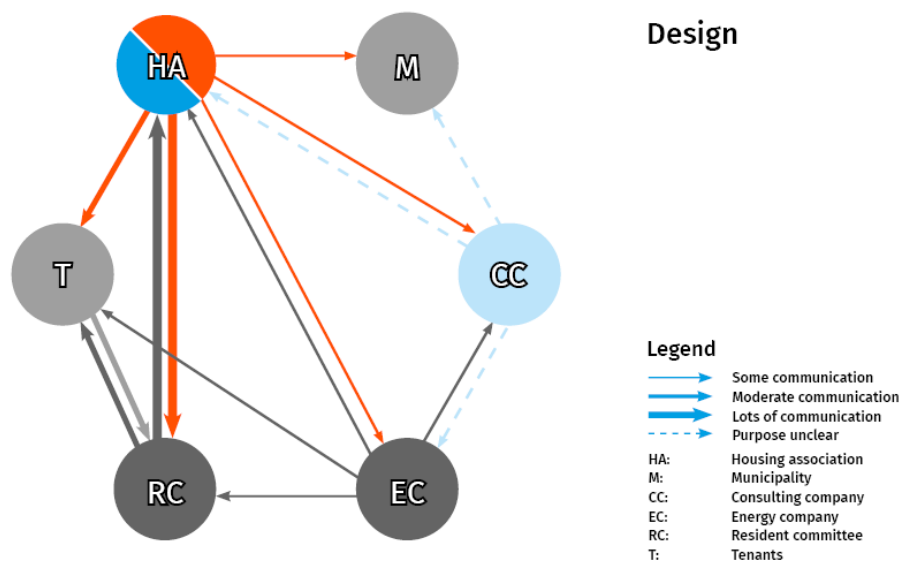 Design
HA
M
T
CC
RC
EC
Legend
Some communication
Moderate communication
Lots of communication
Purpose unclear
HA: Housing association
M: Municipality
CC: Consulting company
EC: Energy company
RC: Resident committee
T: Tenants